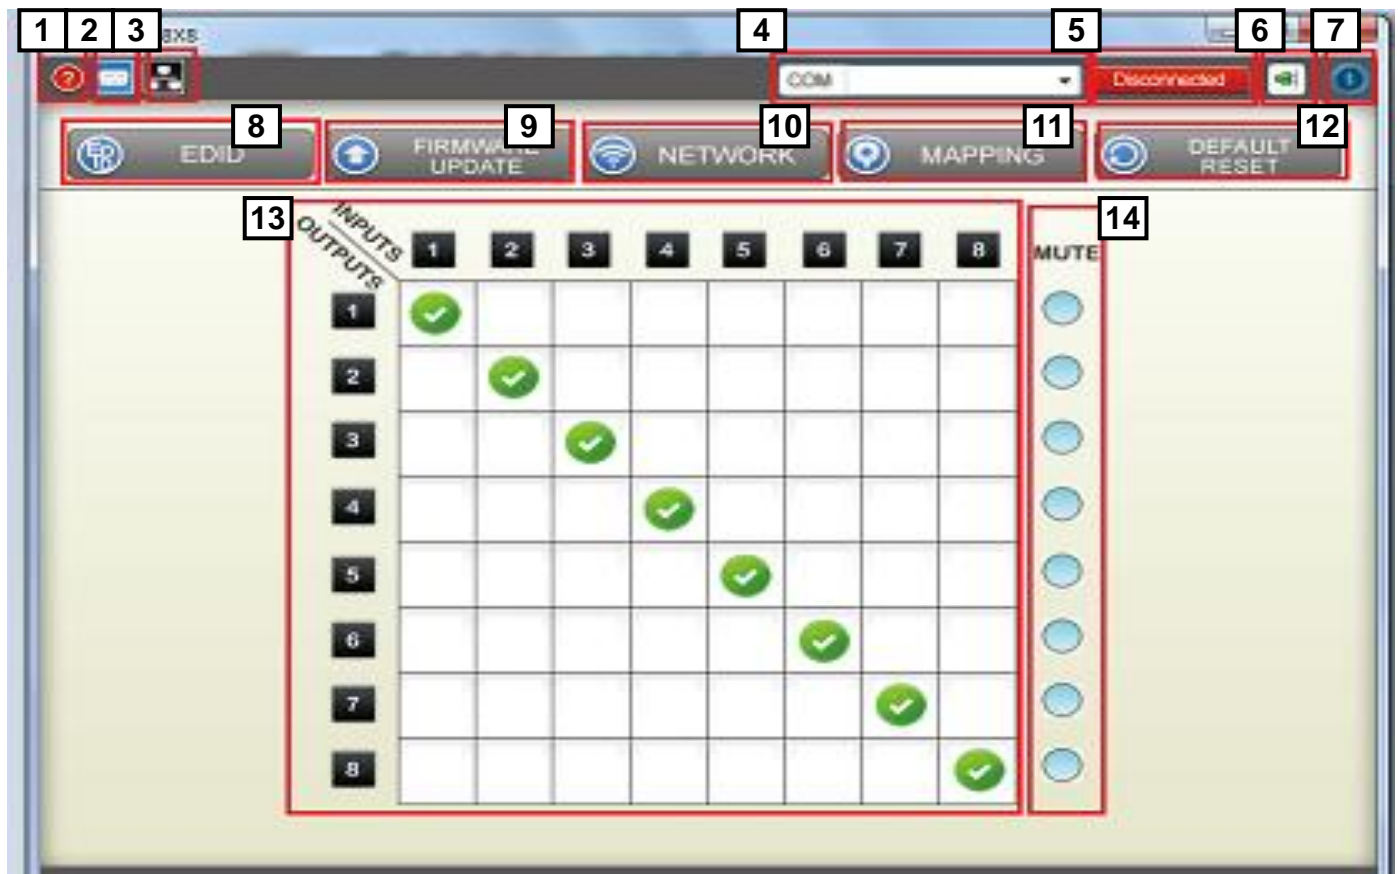 1 2 3 4 5 6 7
8X8
COM Disconnected
8 9 10 11 12
EDID FIRMWARE UPDATE NETWORK MAPPING DEFAULT RESET
13 14
INPUTS
OUTPUTS
1 2 3 4 5 6 7 8 MUTE
1
2
3
4
5
6
7
8